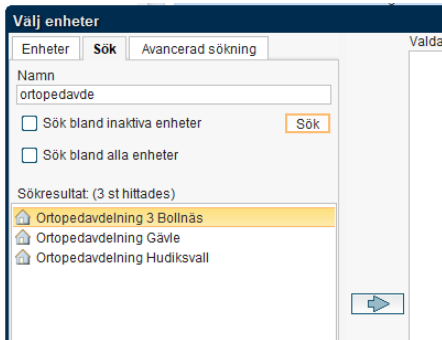 Välj enheter
Enheter Sök Avancerad sökning
Valda
Namn
ortopedavde
Sök bland inaktiva enheter Sök
Sök bland alla enheter
Sökresultat: (3 st hittades)
Ortopedavdelning 3 Bollnäs
Ortopedavdelning Gävle
Ortopedavdelning Hudiksvall